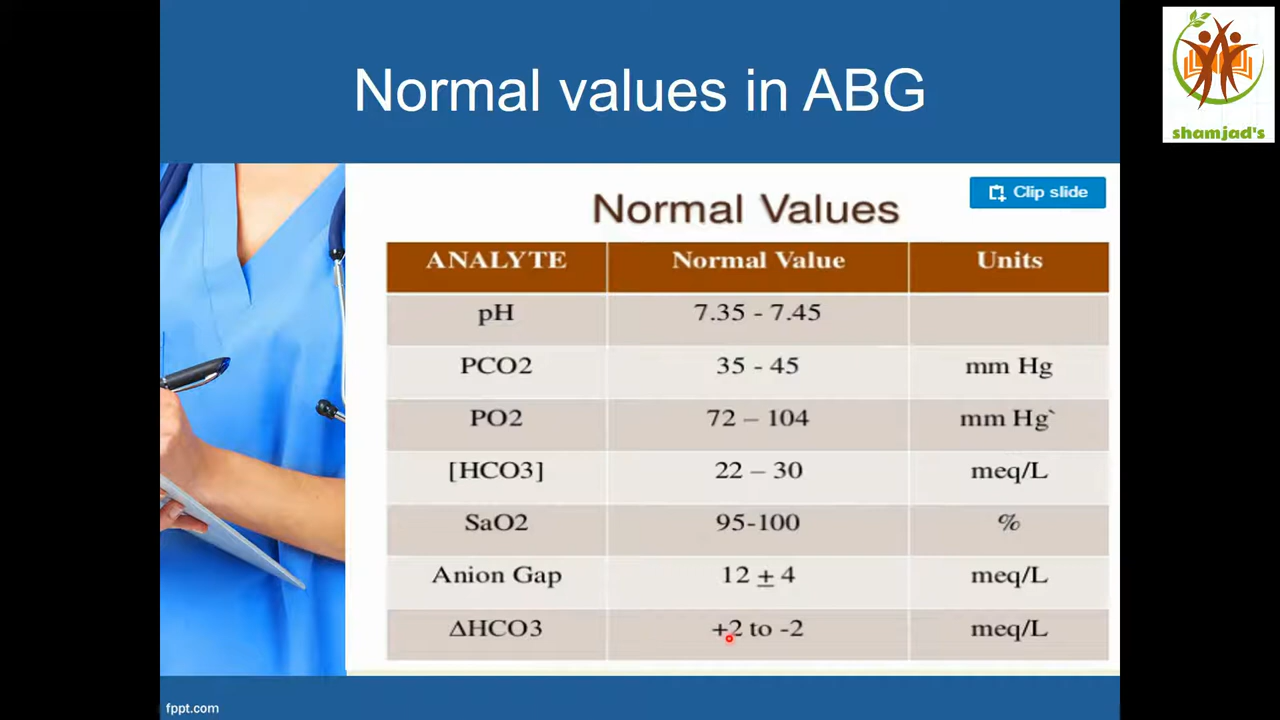 Normal values in ABG
shamjad's
Clip slide
Normal Values
ANALYTE Normal Value Units
pH 7.35 - 7.45
PCO2 35 - 45 mm Hg
PO2 72 – 104 mm Hg`
[HCO3] 22 – 30 meq/L
SaO2 95-100 %
Anion Gap 12 ± 4 meq/L
ΔHCO3 +2 to -2 meq/L
fppt.com